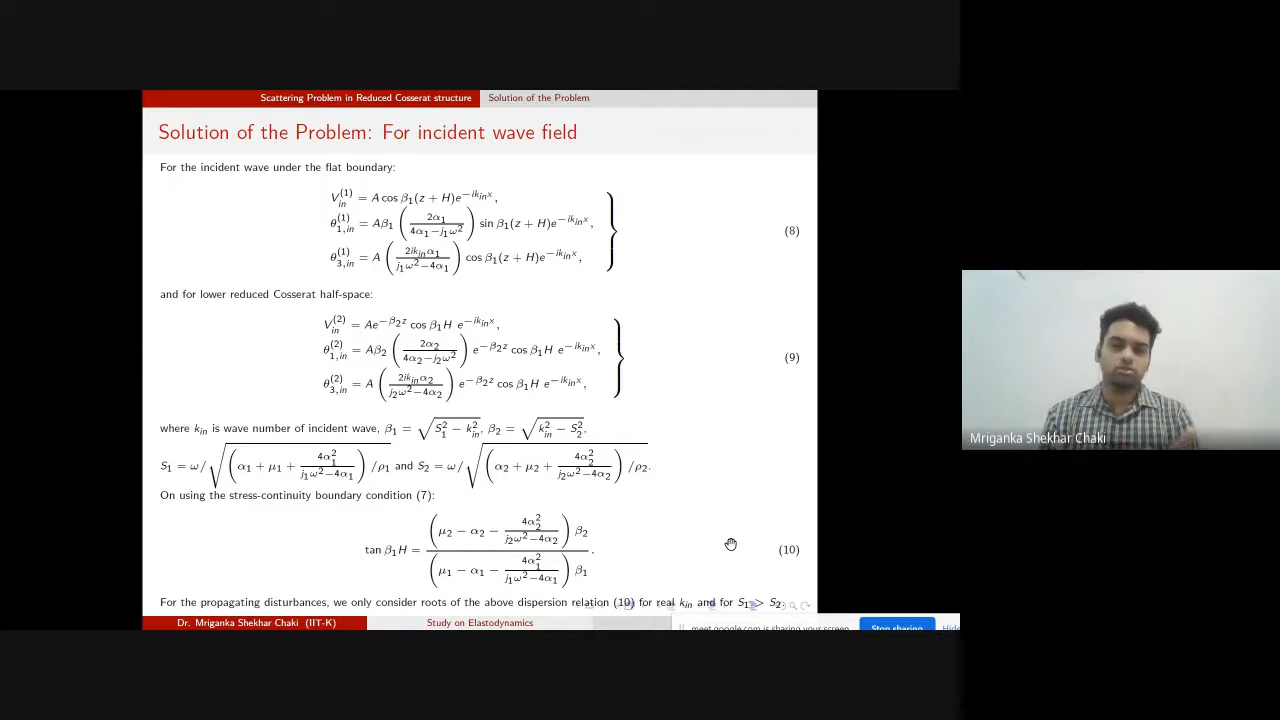 Scattering Problem in Reduced Cosserat structure Solution of the Problem
Solution of the Problem: For incident wave field
For the incident wave under the flat boundary:
V_{in}^{(1)} = A cos β_1(z + H)e^{-ik_{in}x},
θ_{1,in}^{(1)} = Aβ_1 (2α_1 / (4α_1 − j_1ω^2)) sin β_1(z + H)e^{-ik_{in}x},
(8)
θ_{3,in}^{(1)} = A (2ik_{in}α_1 / (j_1ω^2 − 4α_1)) cos β_1(z + H)e^{-ik_{in}x},
and for lower reduced Cosserat half-space:
V_{in}^{(2)} = Ae^{-β_2z} cos β_1H e^{-ik_{in}x},
θ_{1,in}^{(2)} = Aβ_2 (2α_2 / (4α_2 − j_2ω^2)) e^{-β_2z} cos β_1H e^{-ik_{in}x},
(9)
θ_{3,in}^{(2)} = A (2ik_{in}α_2 / (j_2ω^2 − 4α_2)) e^{-β_2z} cos β_1H e^{-ik_{in}x},
where k_{in} is wave number of incident wave, β_1 = √(S_1^2 − k_{in}^2), β_2 = √(k_{in}^2 − S_2^2),
S_1 = ω/√((α_1 + μ_1 + 4α_1^2 / (j_1ω^2 − 4α_1)) /ρ_1) and S_2 = ω/√((α_2 + μ_2 + 4α_2^2 / (j_2ω^2 − 4α_2)) /ρ_2).
On using the stress-continuity boundary condition (7):
tan β_1H = ((μ_2 − α_2 − 4α_2^2 / (j_2ω^2 − 4α_2)) β_2) / ((μ_1 − α_1 − 4α_1^2 / (j_1ω^2 − 4α_1)) β_1). (10)
For the propagating disturbances, we only consider roots of the above dispersion relation (10) for real k_{in} and for S_1 > S_2
Dr. Mriganka Shekhar Chaki (IIT-K) Study on Elastodynamics
meet.google.com is sharing your screen. Stop sharing Hide
Mriganka Shekhar Chaki